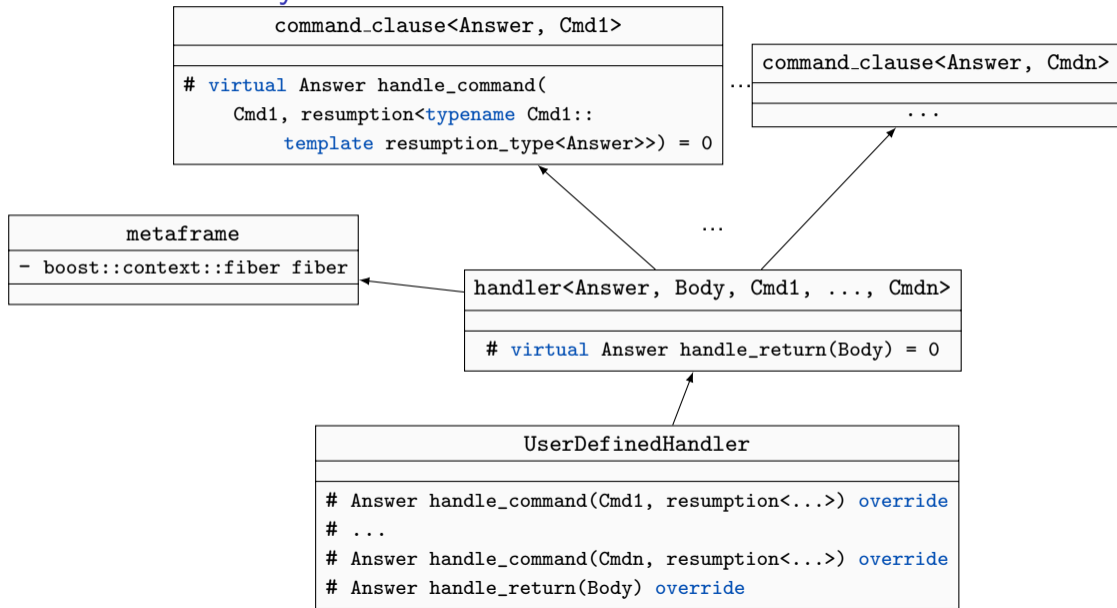 command_clause<Answer, Cmd1>
# virtual Answer handle_command(
Cmd1, resumption<typename Cmd1::
template resumption_type<Answer>>) = 0
...
command_clause<Answer, Cmdn>
...
...
metaframe
- boost::context::fiber fiber
handler<Answer, Body, Cmd1, ..., Cmdn>
# virtual Answer handle_return(Body) = 0
UserDefinedHandler
# Answer handle_command(Cmd1, resumption<...>) override
# ...
# Answer handle_command(Cmdn, resumption<...>) override
# Answer handle_return(Body) override